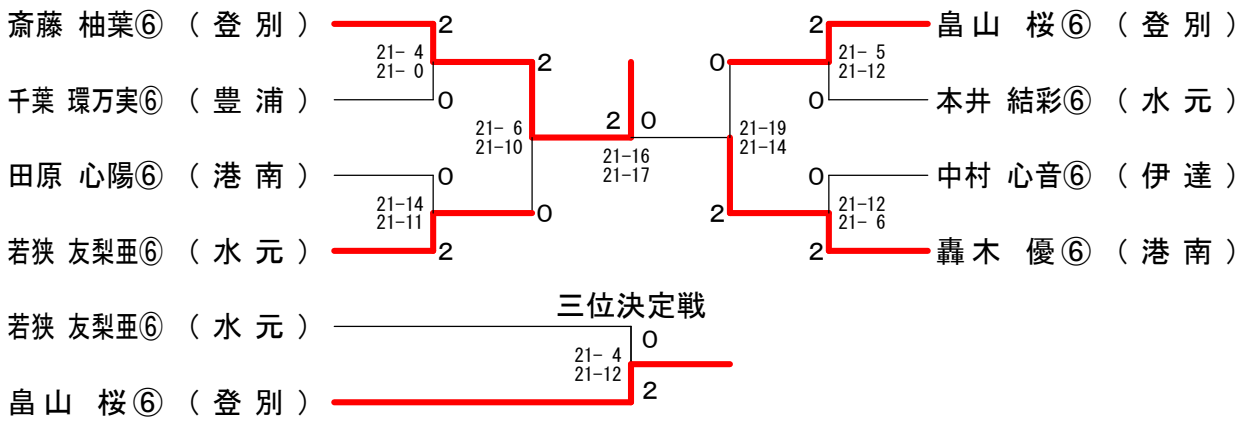 斎藤 柚葉⑥ （ 登 別 ） 2 2 畠山 桜⑥ （ 登 別 ）
21- 4
21- 0
2 0
21- 5
21-12
千葉 環万実⑥ （ 豊 浦 ） 0 0 本井 結彩⑥ （ 水 元 ）
21- 6
21-10
2 0
21-16
21-17
21-19
21-14
田原 心陽⑥ （ 港 南 ） 0 0 中村 心音⑥ （ 伊 達 ）
21-14
21-11
0 2
21-12
21- 6
若狭 友梨亜⑥ （ 水 元 ） 2 2 轟木 優⑥ （ 港 南 ）
三位決定戦
若狭 友梨亜⑥ （ 水 元 ） 0
21- 4
21-12
畠山 桜⑥ （ 登 別 ） 2